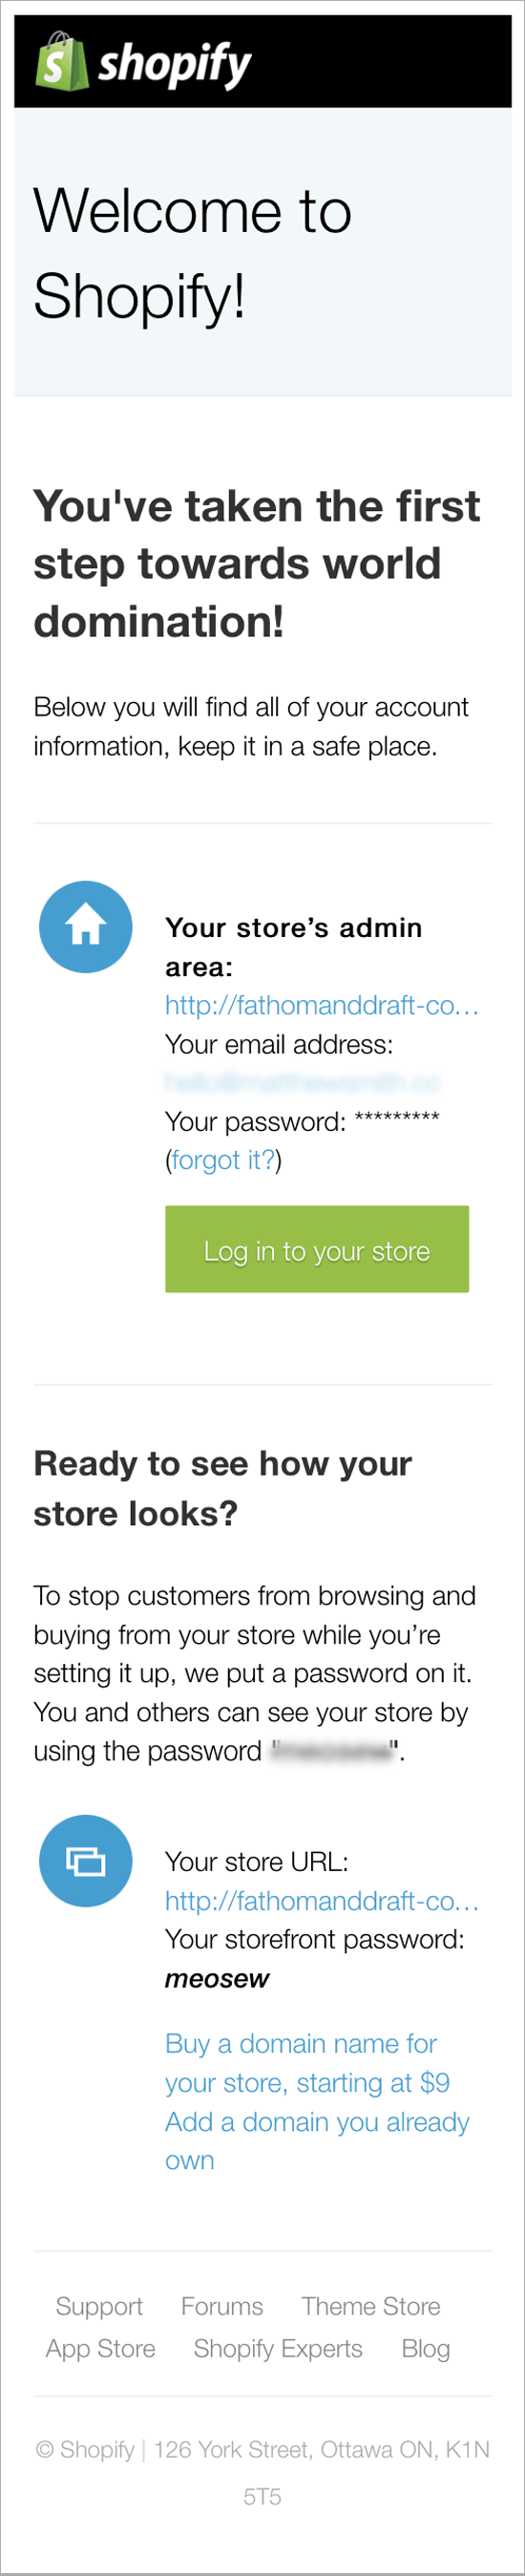 shopify
Welcome to
Shopify!
You've taken the first
step towards world
domination!
Below you will find all of your account
information, keep it in a safe place.
Your store’s admin
area:
http://fathomanddraft-co…
Your email address:
Your password: *********
(forgot it?)
Log in to your store
Ready to see how your
store looks?
To stop customers from browsing and
buying from your store while you’re
setting it up, we put a password on it.
You and others can see your store by
using the password "
".
Your store URL:
http://fathomanddraft-co…
Your storefront password:
meosew
Buy a domain name for
your store, starting at $9
Add a domain you already
own
Support Forums Theme Store
App Store Shopify Experts Blog
© Shopify | 126 York Street, Ottawa ON, K1N
5T5